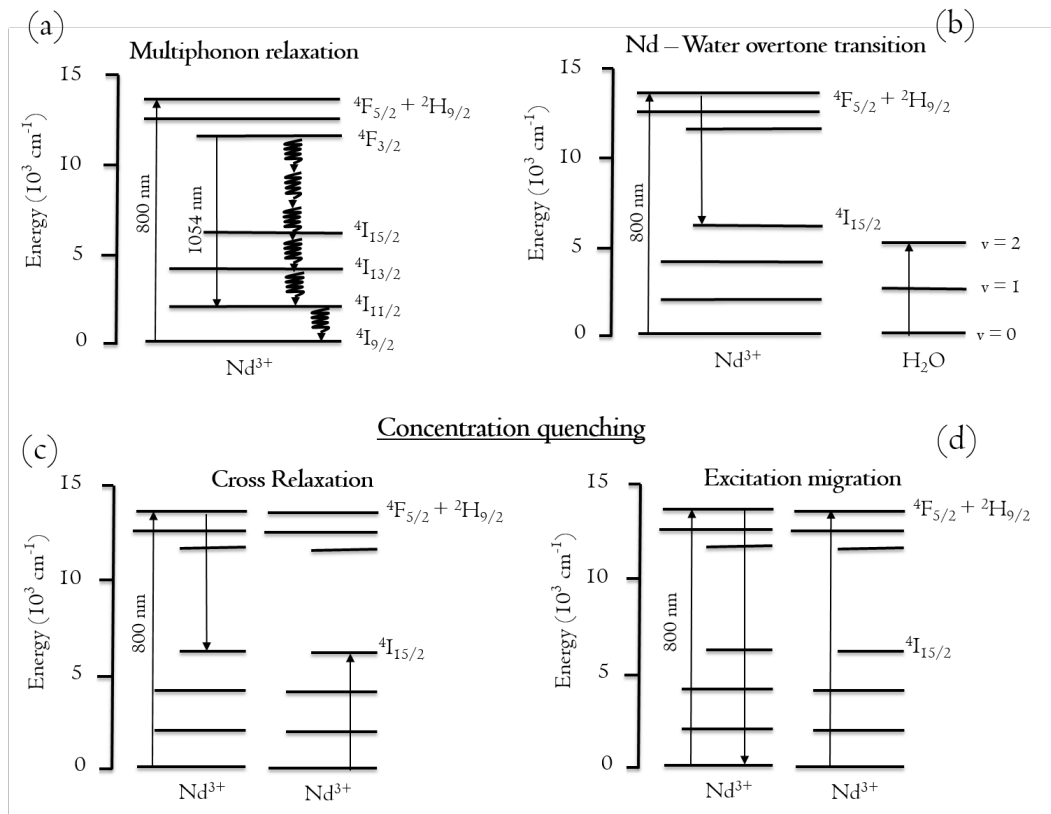 (a)
Multiphonon relaxation
15
10
5
0
Energy (10³ cm⁻¹)
800 nm
1054 nm
⁴F₅/₂ + ²H₉/₂
⁴F₃/₂
⁴I₁₅/₂
⁴I₁₃/₂
⁴I₁₁/₂
⁴I₉/₂
Nd³⁺
(b)
Nd – Water overtone transition
15
10
5
0
Energy (10³ cm⁻¹)
800 nm
⁴F₅/₂ + ²H₉/₂
⁴I₁₅/₂
v = 2
v = 1
v = 0
Nd³⁺
H₂O
Concentration quenching
(c)
Cross Relaxation
15
10
5
0
Energy (10³ cm⁻¹)
800 nm
⁴F₅/₂ + ²H₉/₂
⁴I₁₅/₂
Nd³⁺
Nd³⁺
(d)
Excitation migration
15
10
5
0
Energy (10³ cm⁻¹)
800 nm
⁴F₅/₂ + ²H₉/₂
⁴I₁₅/₂
Nd³⁺
Nd³⁺